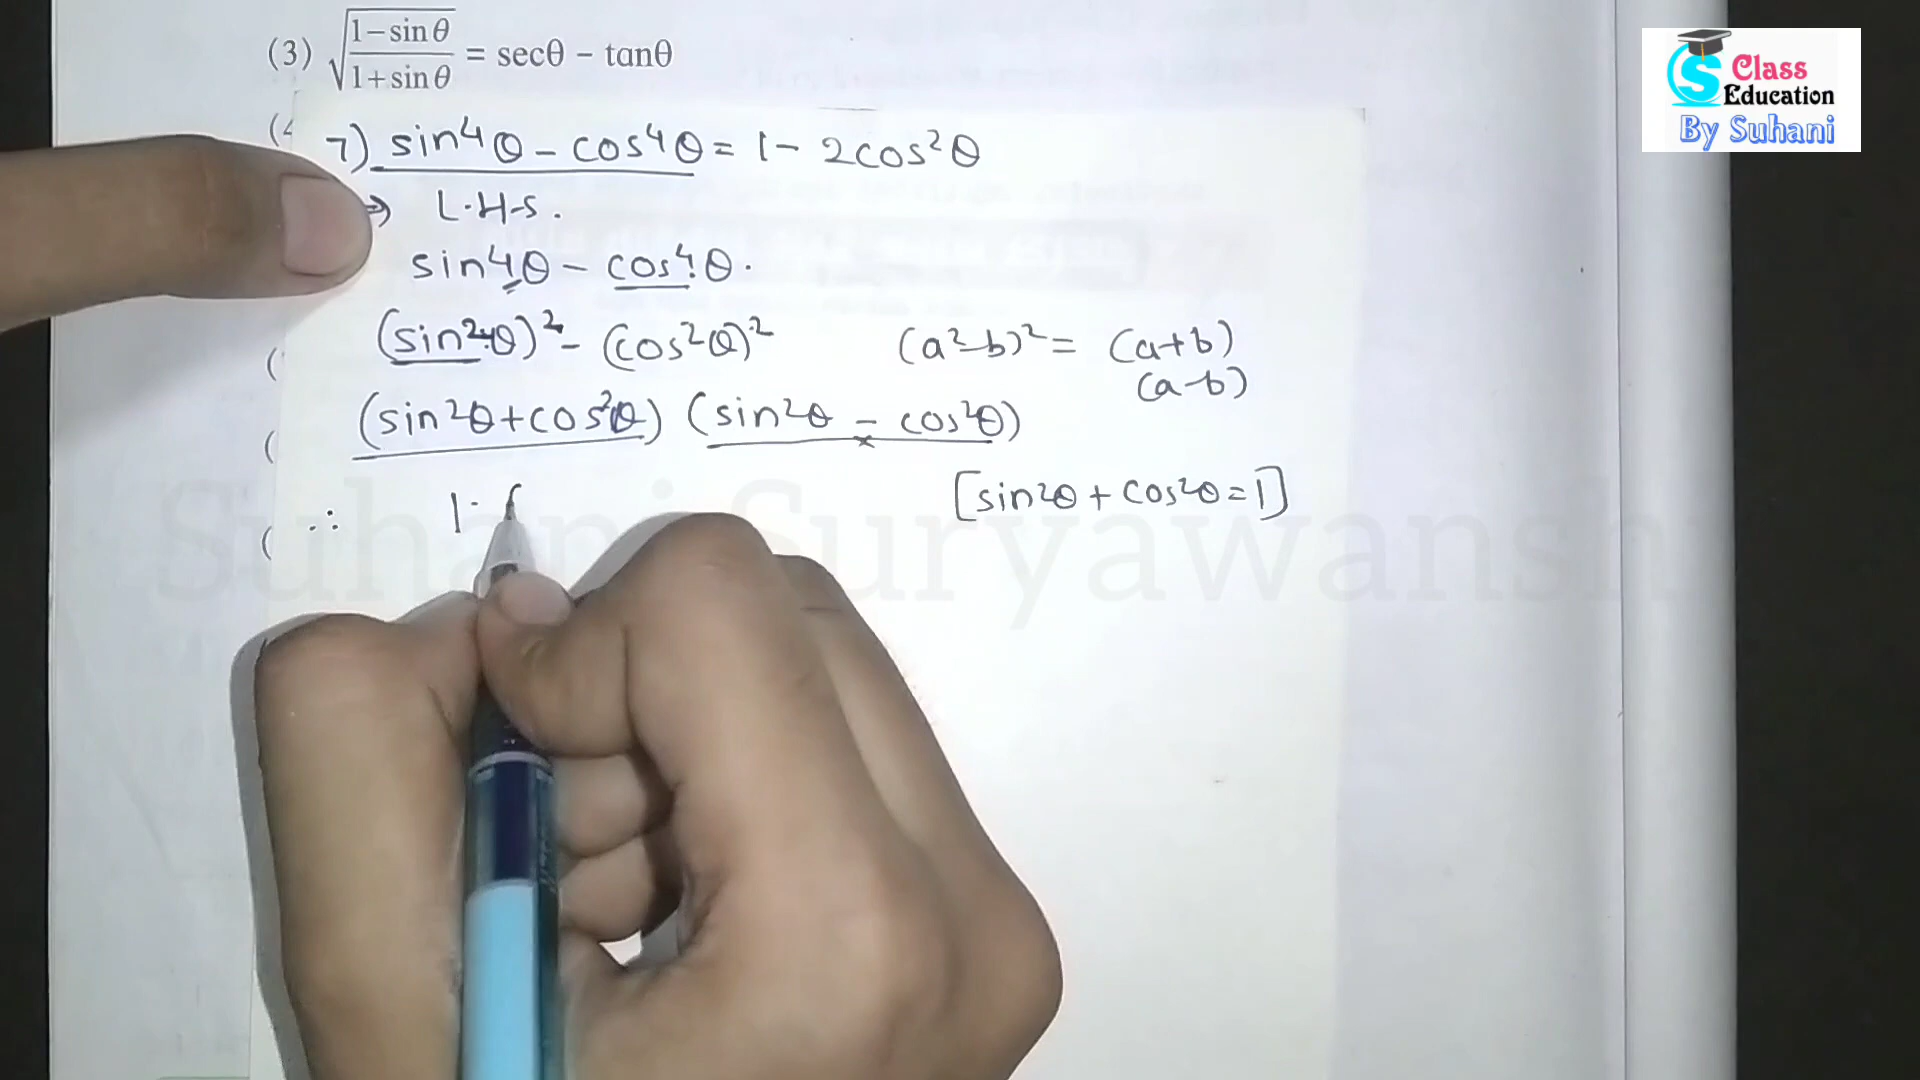 (3) √((1−sinθ)/(1+sinθ)) = secθ − tanθ
Class
Education
By Suhani
(4
7) sin⁴θ − cos⁴θ = 1 − 2cos²θ
⇒ L.H.S.
sin⁴θ − cos⁴θ.
(sin²θ)² − (cos²θ)² (a²−b)² = (a+b)
(a−b)
(sin²θ+cos²θ) (sin²θ − cos²θ)
[sin²θ + cos²θ = 1]
∴ 1· (
Suhani Suryawanshi